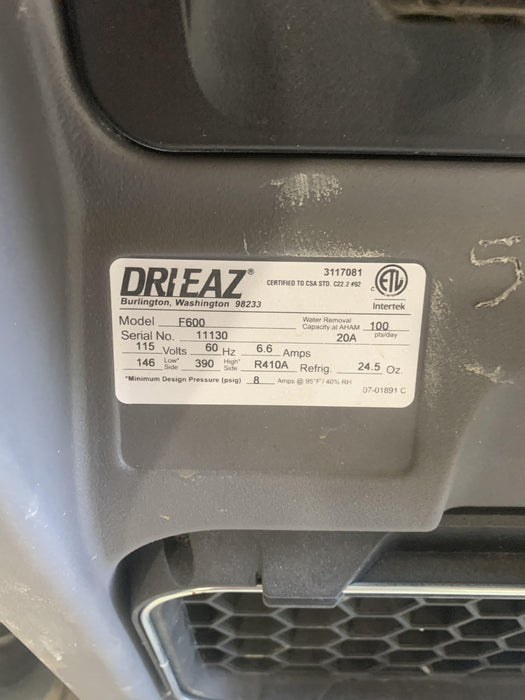 DRIEAZ®
3117081
CERTIFIED TO CSA STD. C22.2 #92
Burlington, Washington 98233
C ETL
Intertek
Model F600
Water Removal Capacity at AHAM 100 pts/day
Serial No. 11130 20A
115 Volts 60 Hz 6.6 Amps
146 Low* Side 390 High* Side R410A Refrig. 24.5 Oz.
*Minimum Design Pressure (psig) 8 Amps @ 95°F / 40% RH
07-01891 C